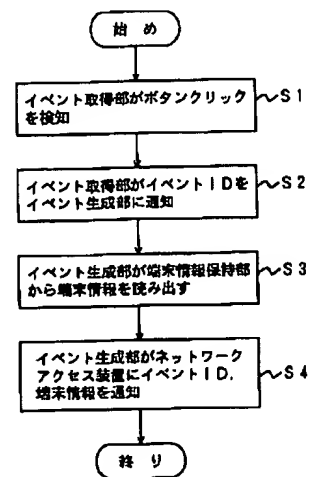 始め
イベント取得部がボタンクリック
を検知
S1
イベント取得部がイベントIDを
イベント生成部に通知
S2
イベント生成部が端末情報保持部
から端末情報を読み出す
S3
イベント生成部がネットワーク
アクセス装置にイベントID,
端末情報を通知
S4
終り